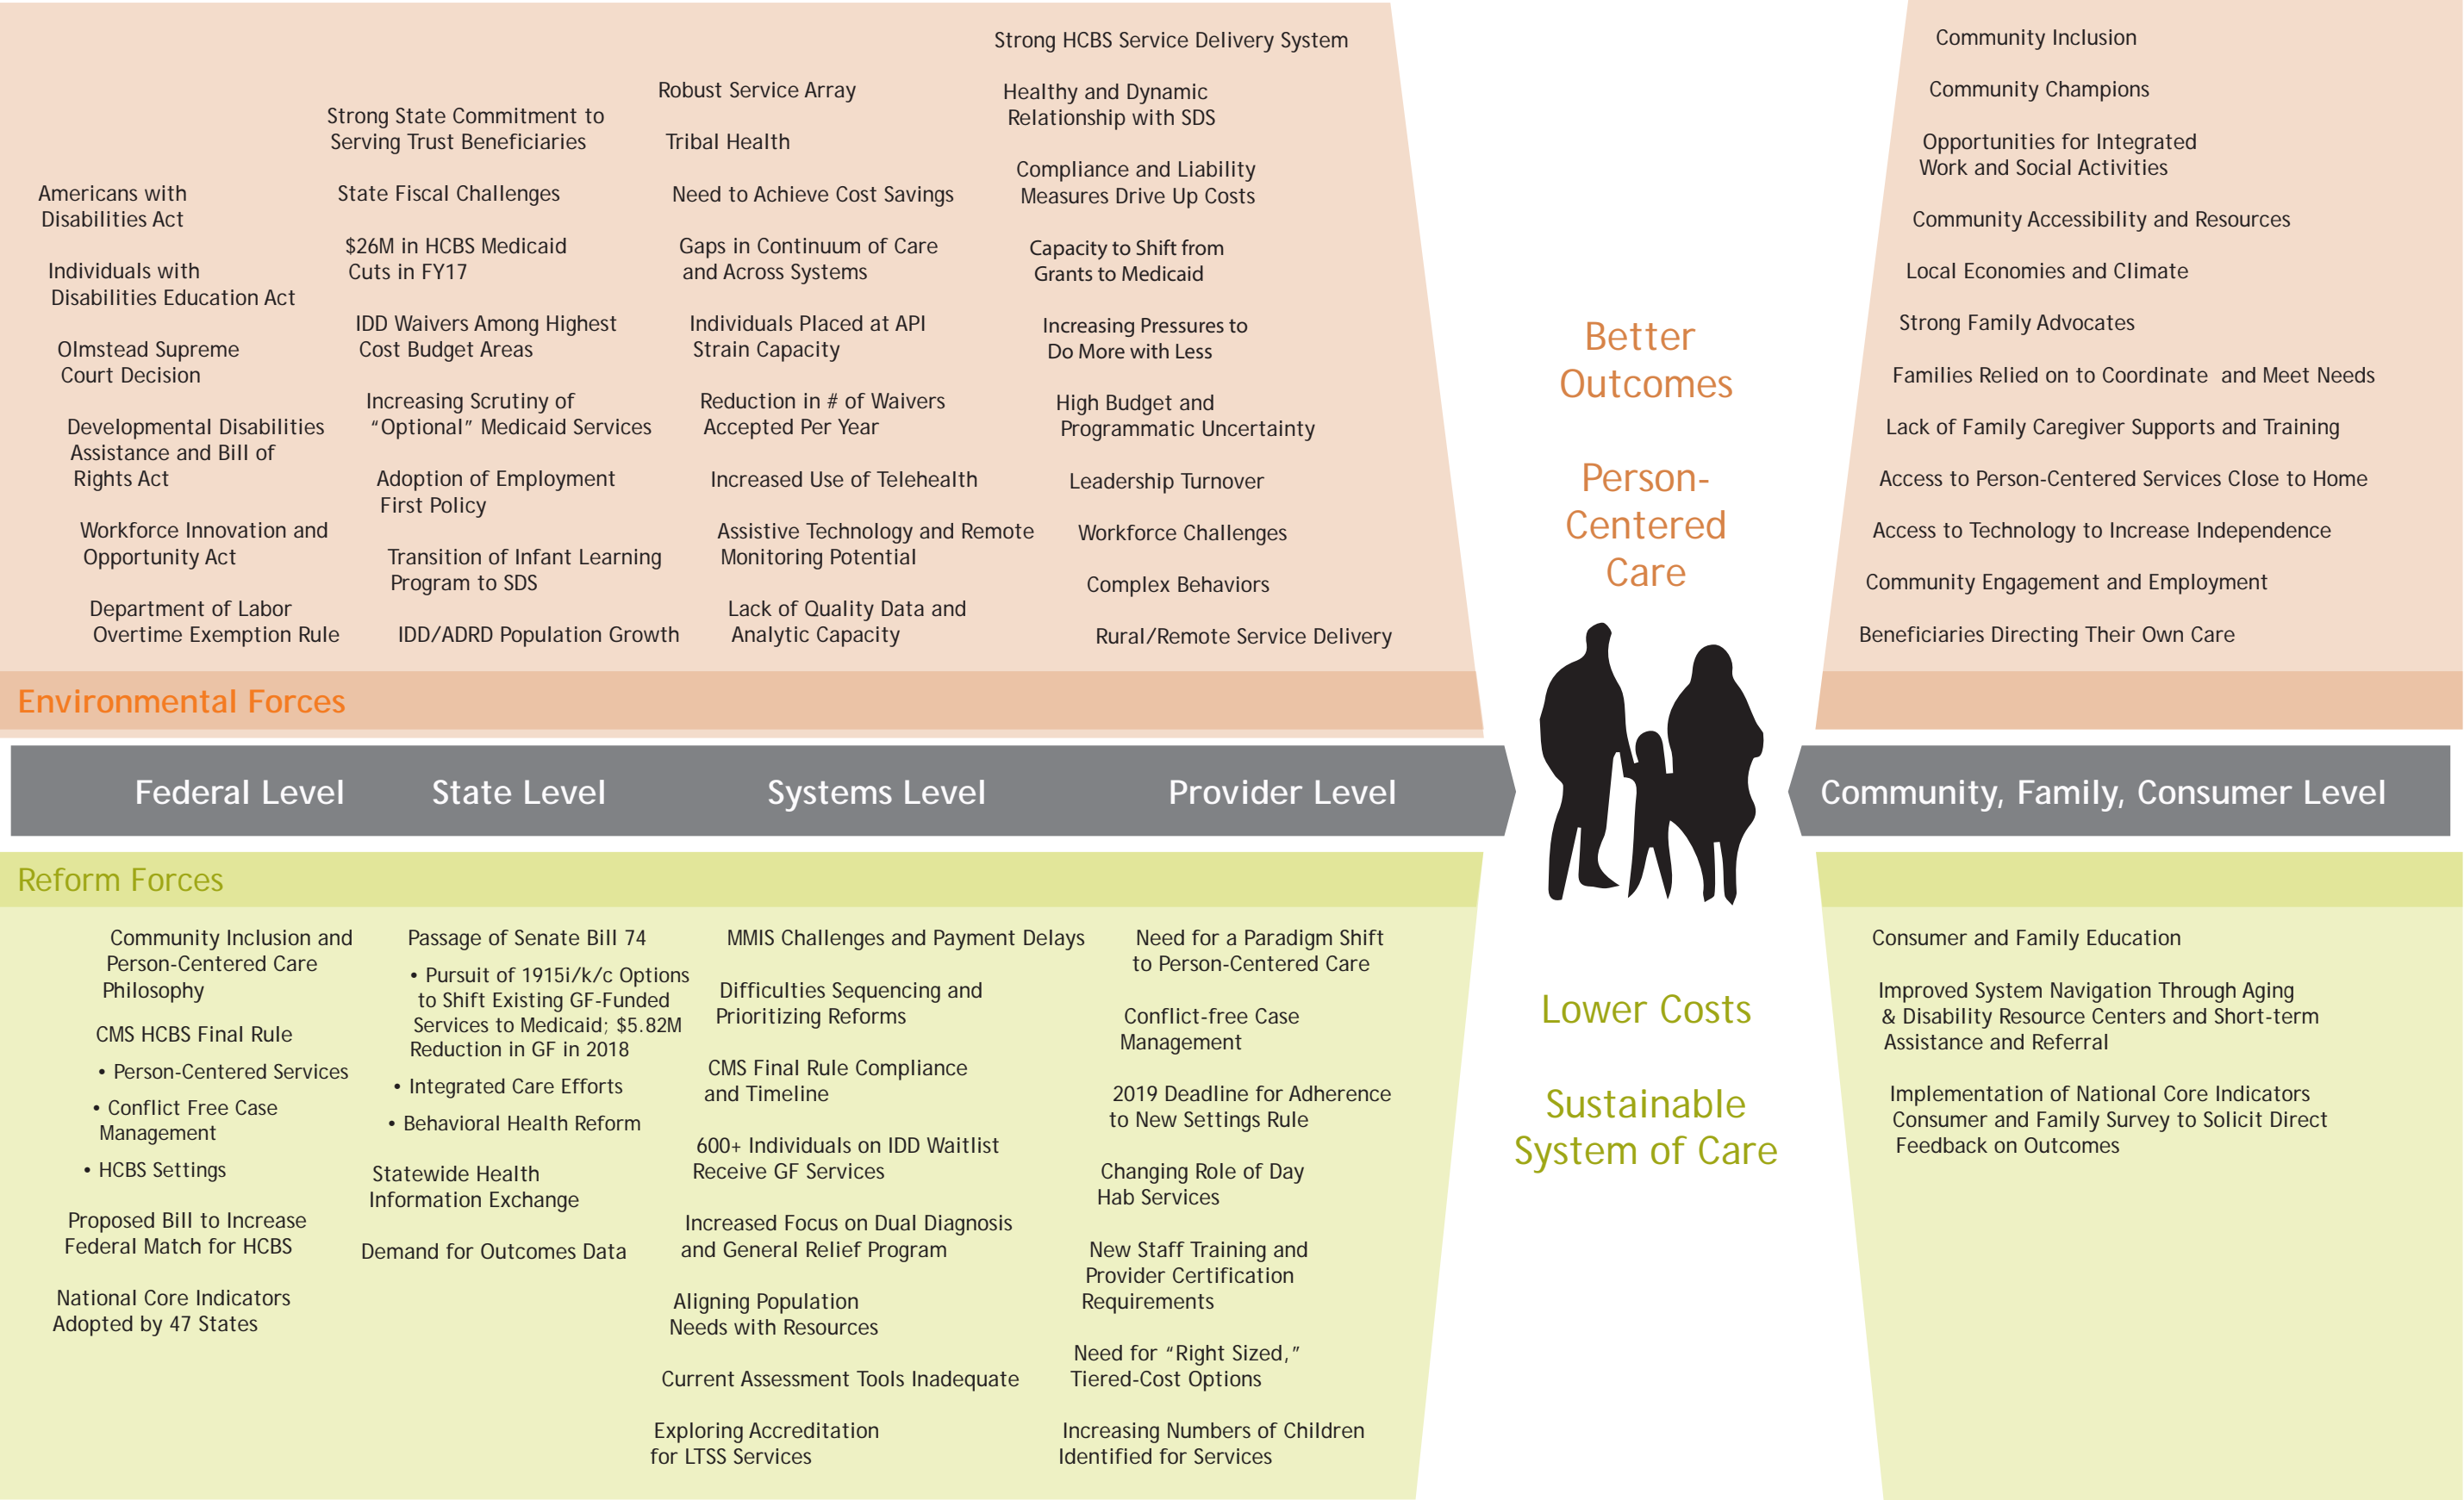 Americans with
Disabilities Act
Individuals with
Disabilities Education Act
Olmstead Supreme
Court Decision
Developmental Disabilities
Assistance and Bill of
Rights Act
Workforce Innovation and
Opportunity Act
Department of Labor
Overtime Exemption Rule
Strong State Commitment to
Serving Trust Beneficiaries
State Fiscal Challenges
$26M in HCBS Medicaid
Cuts in FY17
IDD Waivers Among Highest
Cost Budget Areas
Increasing Scrutiny of
“Optional” Medicaid Services
Adoption of Employment
First Policy
Transition of Infant Learning
Program to SDS
IDD/ADRD Population Growth
Robust Service Array
Tribal Health
Need to Achieve Cost Savings
Gaps in Continuum of Care
and Across Systems
Individuals Placed at API
Strain Capacity
Reduction in # of Waivers
Accepted Per Year
Increased Use of Telehealth
Assistive Technology and Remote
Monitoring Potential
Lack of Quality Data and
Analytic Capacity
Strong HCBS Service Delivery System
Healthy and Dynamic
Relationship with SDS
Compliance and Liability
Measures Drive Up Costs
Capacity to Shift from
Grants to Medicaid
Increasing Pressures to
Do More with Less
High Budget and
Programmatic Uncertainty
Leadership Turnover
Workforce Challenges
Complex Behaviors
Rural/Remote Service Delivery
Better
Outcomes
Person-
Centered
Care
Community Inclusion
Community Champions
Opportunities for Integrated
Work and Social Activities
Community Accessibility and Resources
Local Economies and Climate
Strong Family Advocates
Families Relied on to Coordinate and Meet Needs
Lack of Family Caregiver Supports and Training
Access to Person-Centered Services Close to Home
Access to Technology to Increase Independence
Community Engagement and Employment
Beneficiaries Directing Their Own Care
Environmental Forces
Federal Level
State Level
Systems Level
Provider Level
Community, Family, Consumer Level
Reform Forces
Community Inclusion and
Person-Centered Care
Philosophy
CMS HCBS Final Rule
• Person-Centered Services
• Conflict Free Case
Management
• HCBS Settings
Proposed Bill to Increase
Federal Match for HCBS
National Core Indicators
Adopted by 47 States
Passage of Senate Bill 74
• Pursuit of 1915i/k/c Options
to Shift Existing GF-Funded
Services to Medicaid; $5.82M
Reduction in GF in 2018
• Integrated Care Efforts
• Behavioral Health Reform
Statewide Health
Information Exchange
Demand for Outcomes Data
MMIS Challenges and Payment Delays
Difficulties Sequencing and
Prioritizing Reforms
CMS Final Rule Compliance
and Timeline
600+ Individuals on IDD Waitlist
Receive GF Services
Increased Focus on Dual Diagnosis
and General Relief Program
Aligning Population
Needs with Resources
Current Assessment Tools Inadequate
Exploring Accreditation
for LTSS Services
Need for a Paradigm Shift
to Person-Centered Care
Conflict-free Case
Management
2019 Deadline for Adherence
to New Settings Rule
Changing Role of Day
Hab Services
New Staff Training and
Provider Certification
Requirements
Need for “Right Sized,”
Tiered-Cost Options
Increasing Numbers of Children
Identified for Services
Lower Costs
Sustainable
System of Care
Consumer and Family Education
Improved System Navigation Through Aging
& Disability Resource Centers and Short-term
Assistance and Referral
Implementation of National Core Indicators
Consumer and Family Survey to Solicit Direct
Feedback on Outcomes